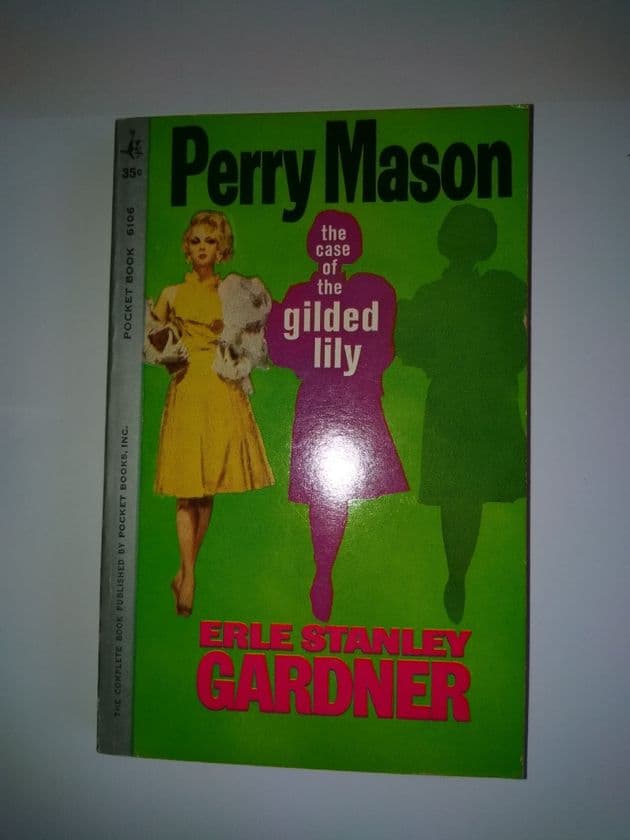 35¢
POCKET BOOK 6106
THE COMPLETE BOOK PUBLISHED BY POCKET BOOKS, INC.
Perry Mason
the
case
of
the
gilded
lily
ERLE STANLEY
GARDNER